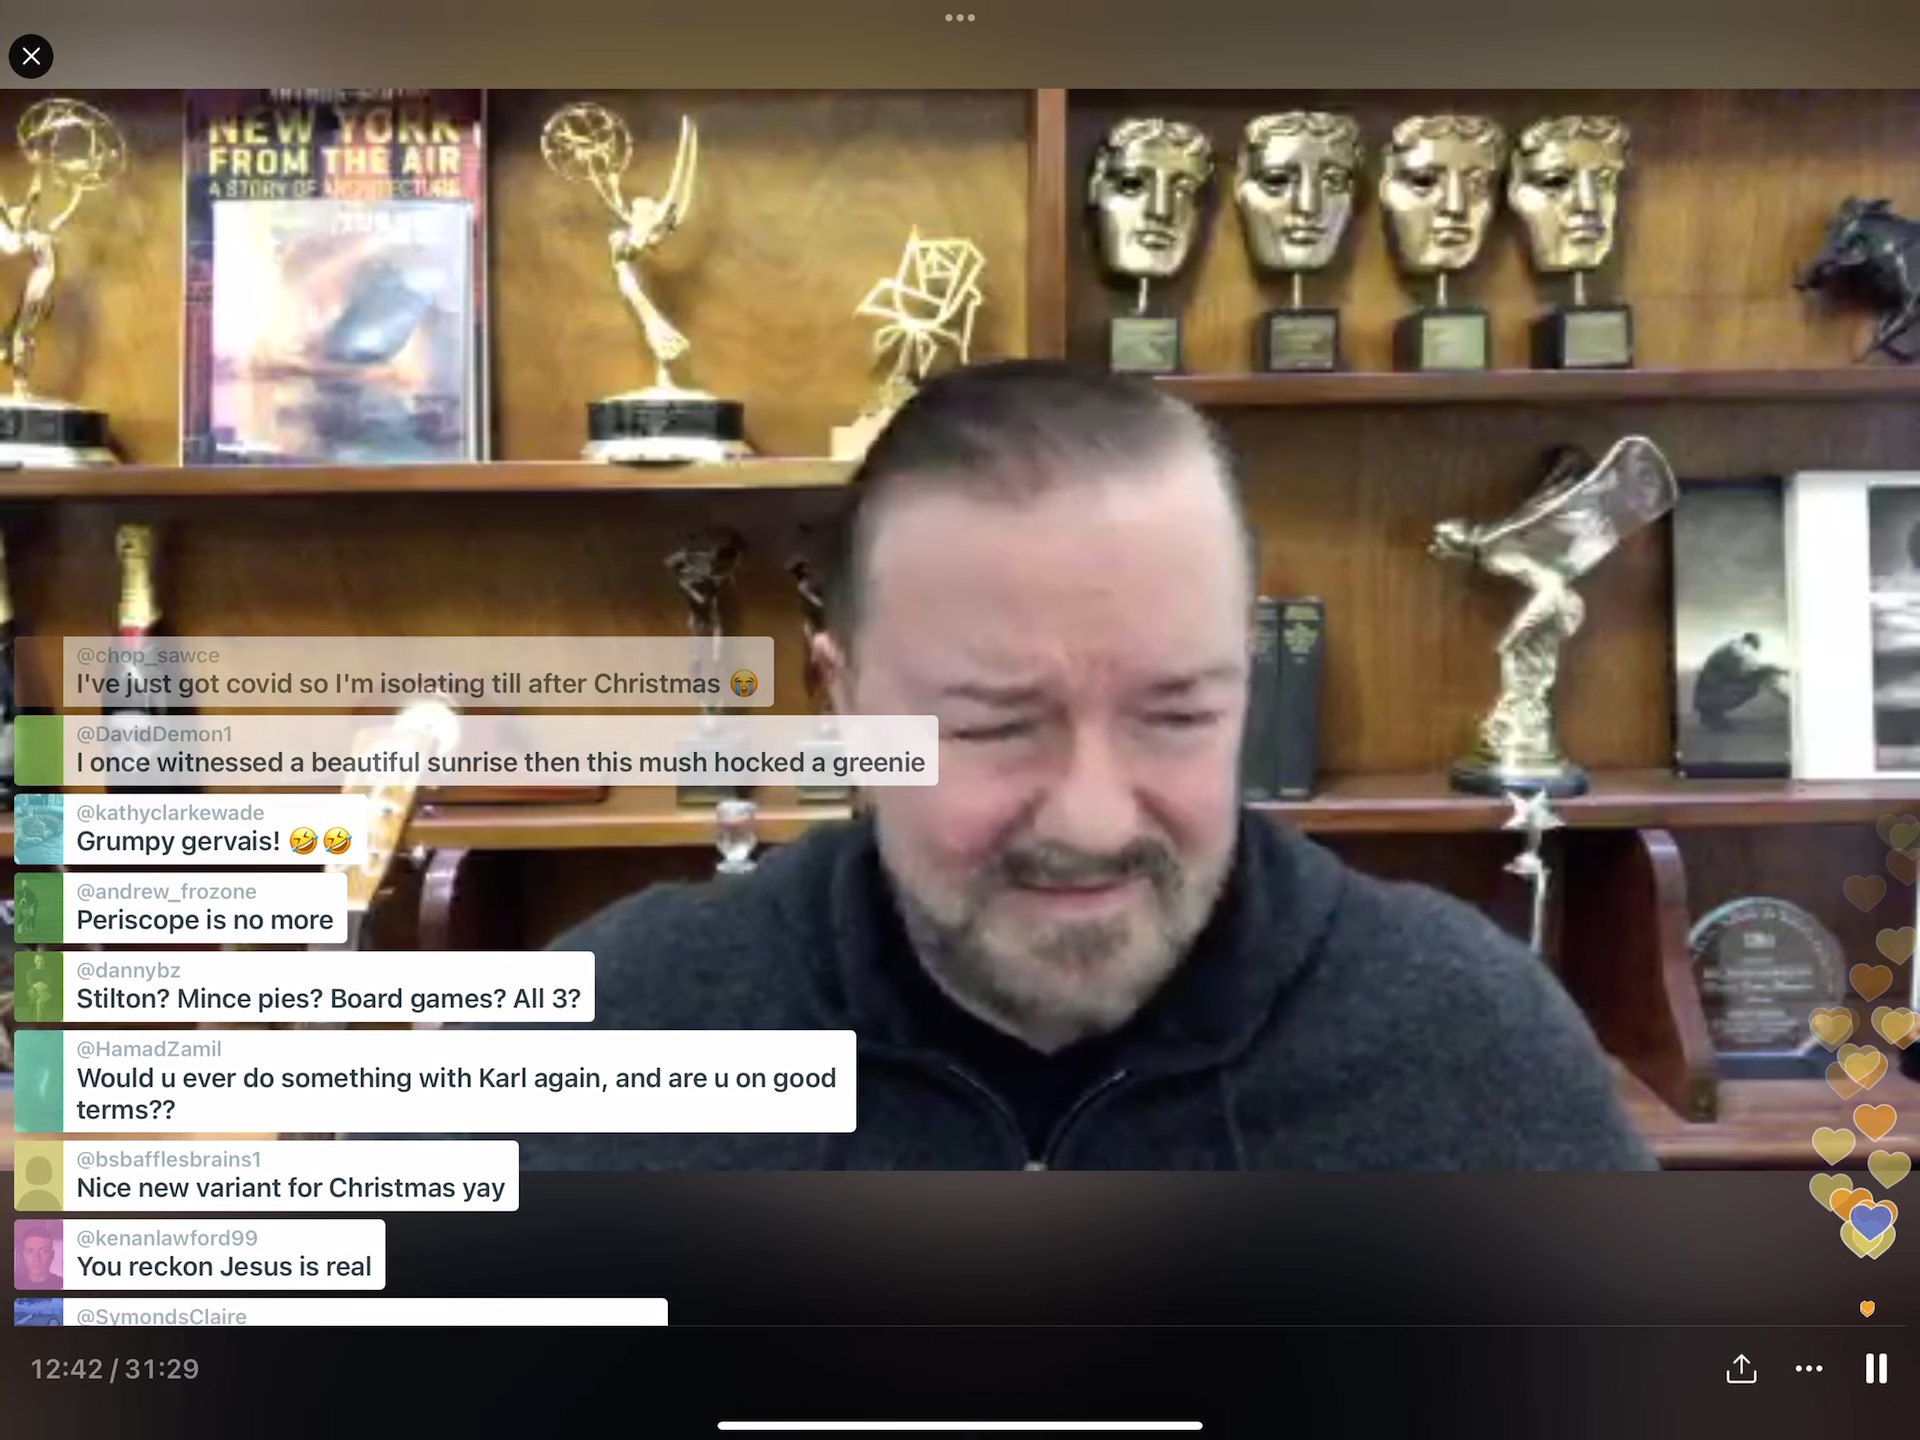 NEW YORK
FROM THE AIR
A STORY OF ARCHITECTURE
@chop_sawce
I've just got covid so I'm isolating till after Christmas 😭
@DavidDemon1
I once witnessed a beautiful sunrise then this mush hocked a greenie
@kathyclarkewade
Grumpy gervais! 🤣🤣
@andrew_frozone
Periscope is no more
@dannybz
Stilton? Mince pies? Board games? All 3?
@HamadZamil
Would u ever do something with Karl again, and are u on good
terms??
@bsbafflesbrains1
Nice new variant for Christmas yay
@kenanlawford99
You reckon Jesus is real
@SymondsClaire
12:42 / 31:29